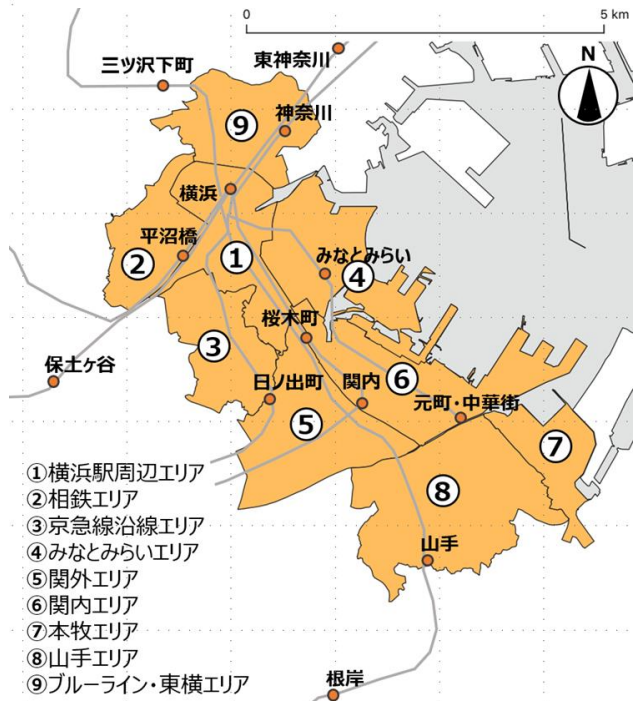 0
5 km
東神奈川
三ツ沢下町
N
神奈川
⑨
横浜
平沼橋
②
①
みなとみらい
④
桜木町
③
保土ヶ谷
日ノ出町
関内
⑥
元町・中華街
⑤
⑦
⑧
山手
根岸
①横浜駅周辺エリア
②相鉄エリア
③京急線沿線エリア
④みなとみらいエリア
⑤関外エリア
⑥関内エリア
⑦本牧エリア
⑧山手エリア
⑨ブルーライン・東横エリア